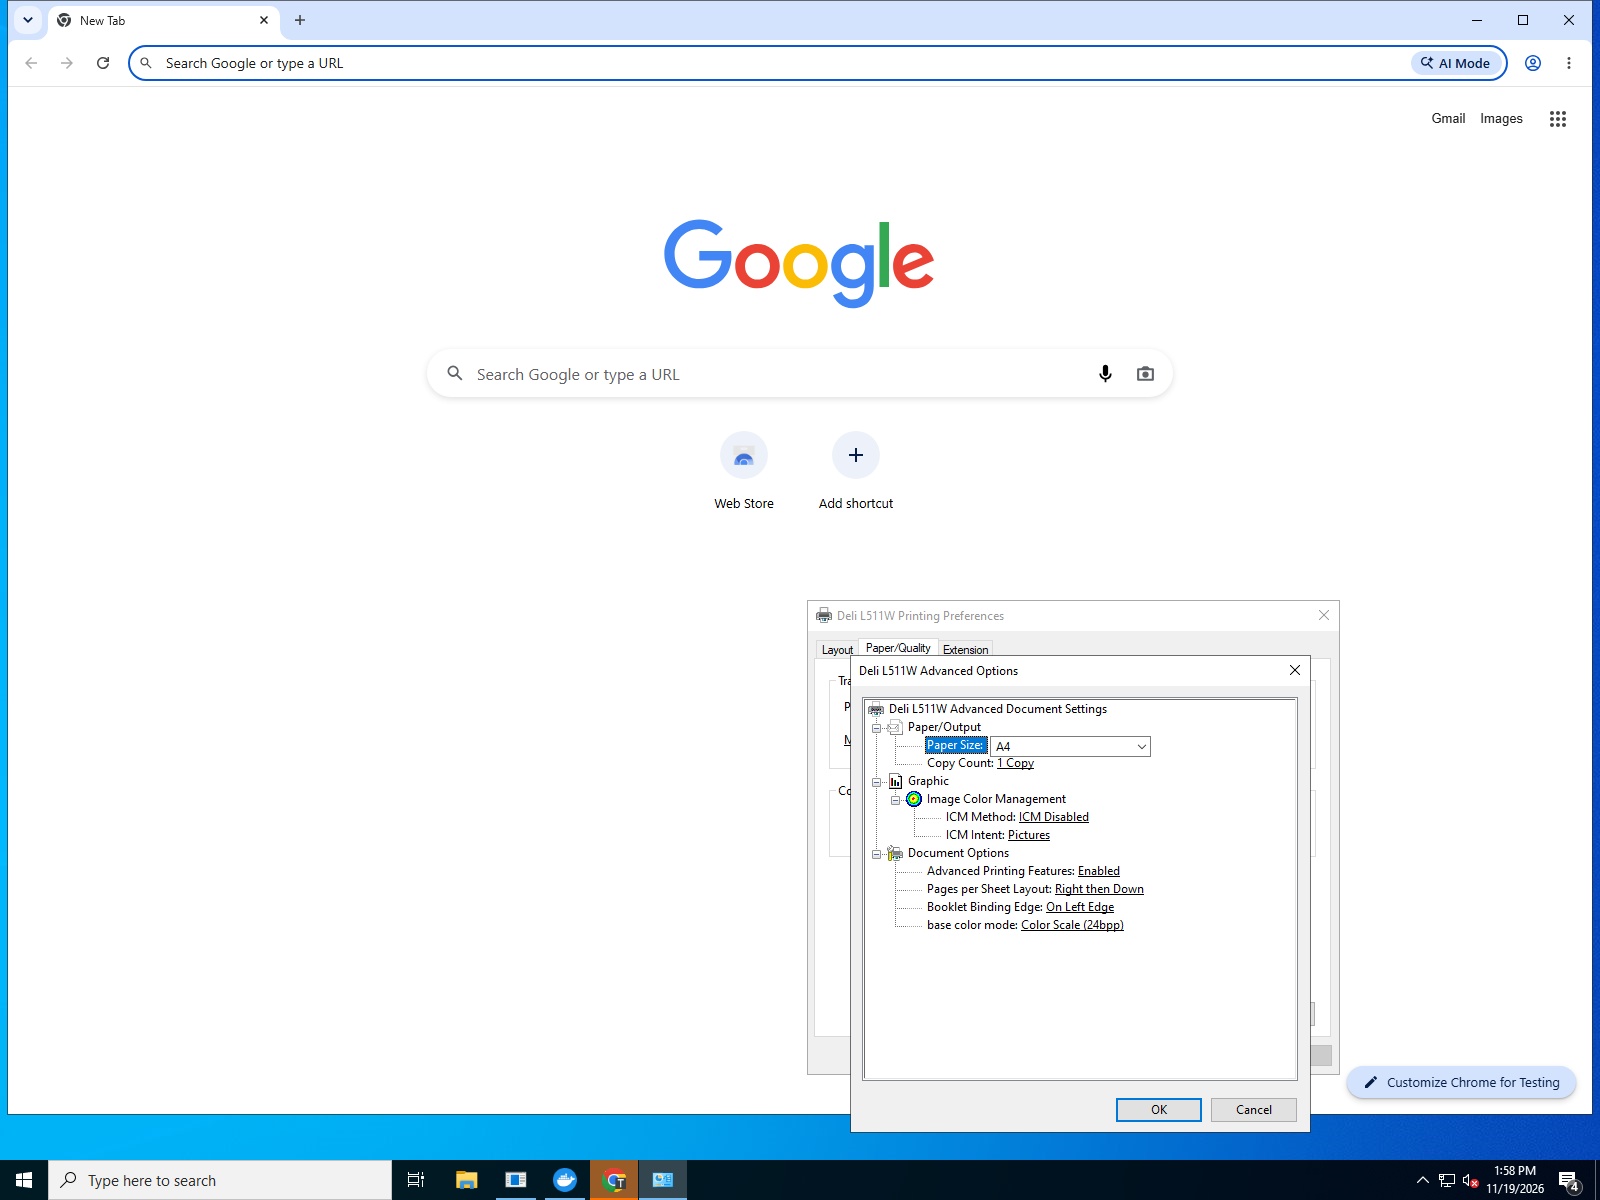 New Tab
Search Google or type a URL
AI Mode
Gmail Images
Google
Search Google or type a URL
Web Store
Add shortcut
Deli L511W Printing Preferences
Layout Paper/Quality Extension
Deli L511W Advanced Options
Deli L511W Advanced Document Settings
Paper/Output
Paper Size: A4
Copy Count: 1 Copy
Graphic
Image Color Management
ICM Method: ICM Disabled
ICM Intent: Pictures
Document Options
Advanced Printing Features: Enabled
Pages per Sheet Layout: Right then Down
Booklet Binding Edge: On Left Edge
base color mode: Color Scale (24bpp)
Customize Chrome for Testing
OK Cancel
Type here to search
1:58 PM
11/19/2026
4